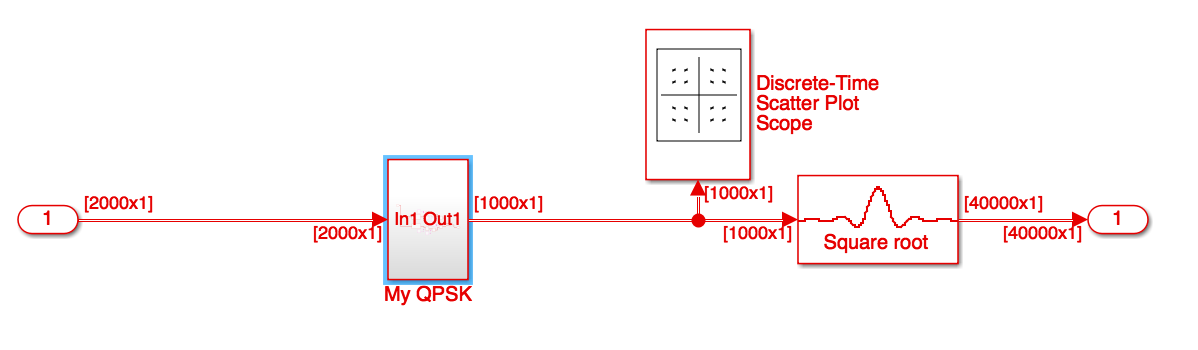 Discrete-Time
Scatter Plot
Scope
1
[2000x1]
[2000x1]
In1 Out1
My QPSK
[1000x1]
[1000x1]
[1000x1]
Square root
[40000x1]
[40000x1]
1